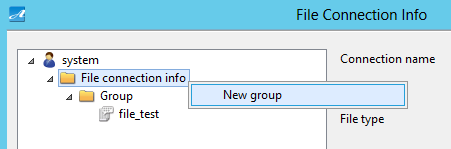 File Connection Info
system
Connection name
File connection info
New group
Group
file_test
File type